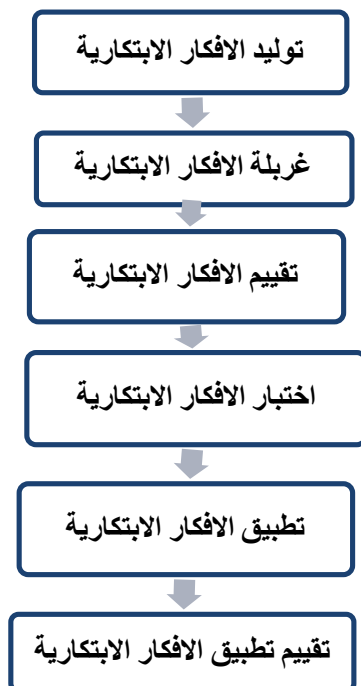 توليد الافكار الابتكارية
غربلة الافكار الابتكارية
تقييم الافكار الابتكارية
اختبار الافكار الابتكارية
تطبيق الافكار الابتكارية
تقييم تطبيق الافكار الابتكارية